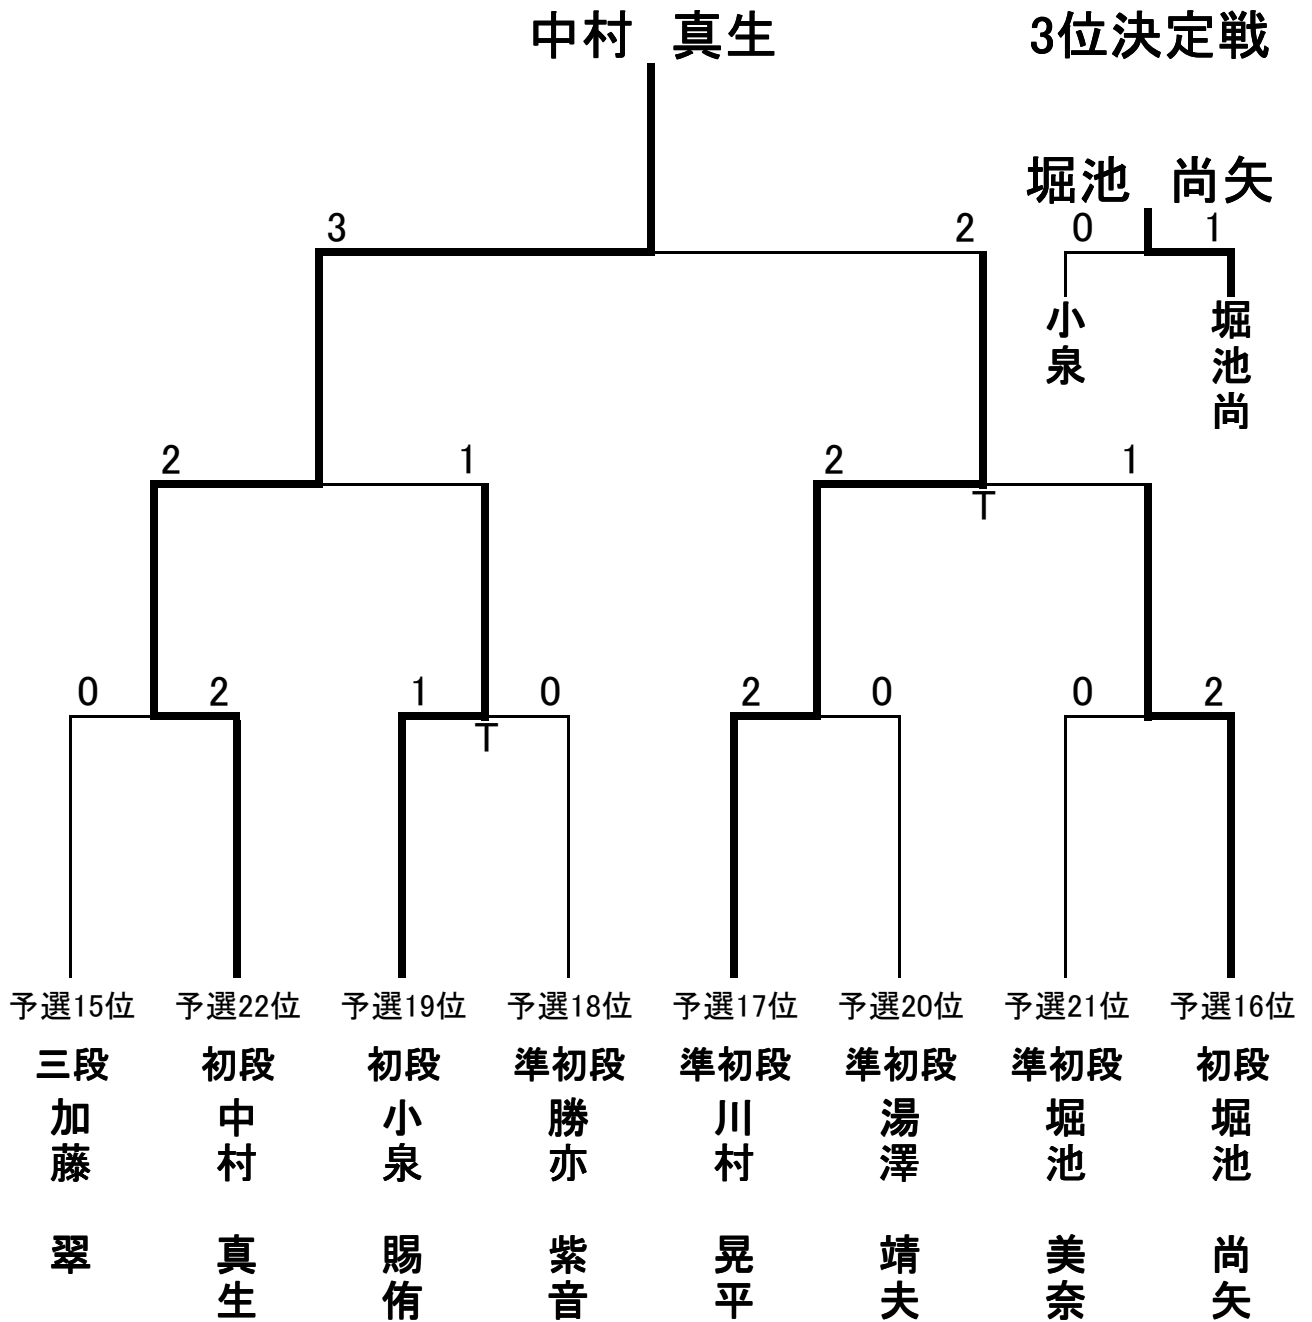 中村　真生
3位決定戦
堀池　尚矢
3
2
0
1
小泉
堀池尚
2
1
2
1
T
0
2
1
0
2
0
0
2
T
予選15位
予選22位
予選19位
予選18位
予選17位
予選20位
予選21位
予選16位
三段
初段
初段
準初段
準初段
準初段
準初段
初段
加藤　翠
中村　真生
小泉　賜侑
勝亦　紫音
川村　晃平
湯澤　靖夫
堀池　美奈
堀池　尚矢